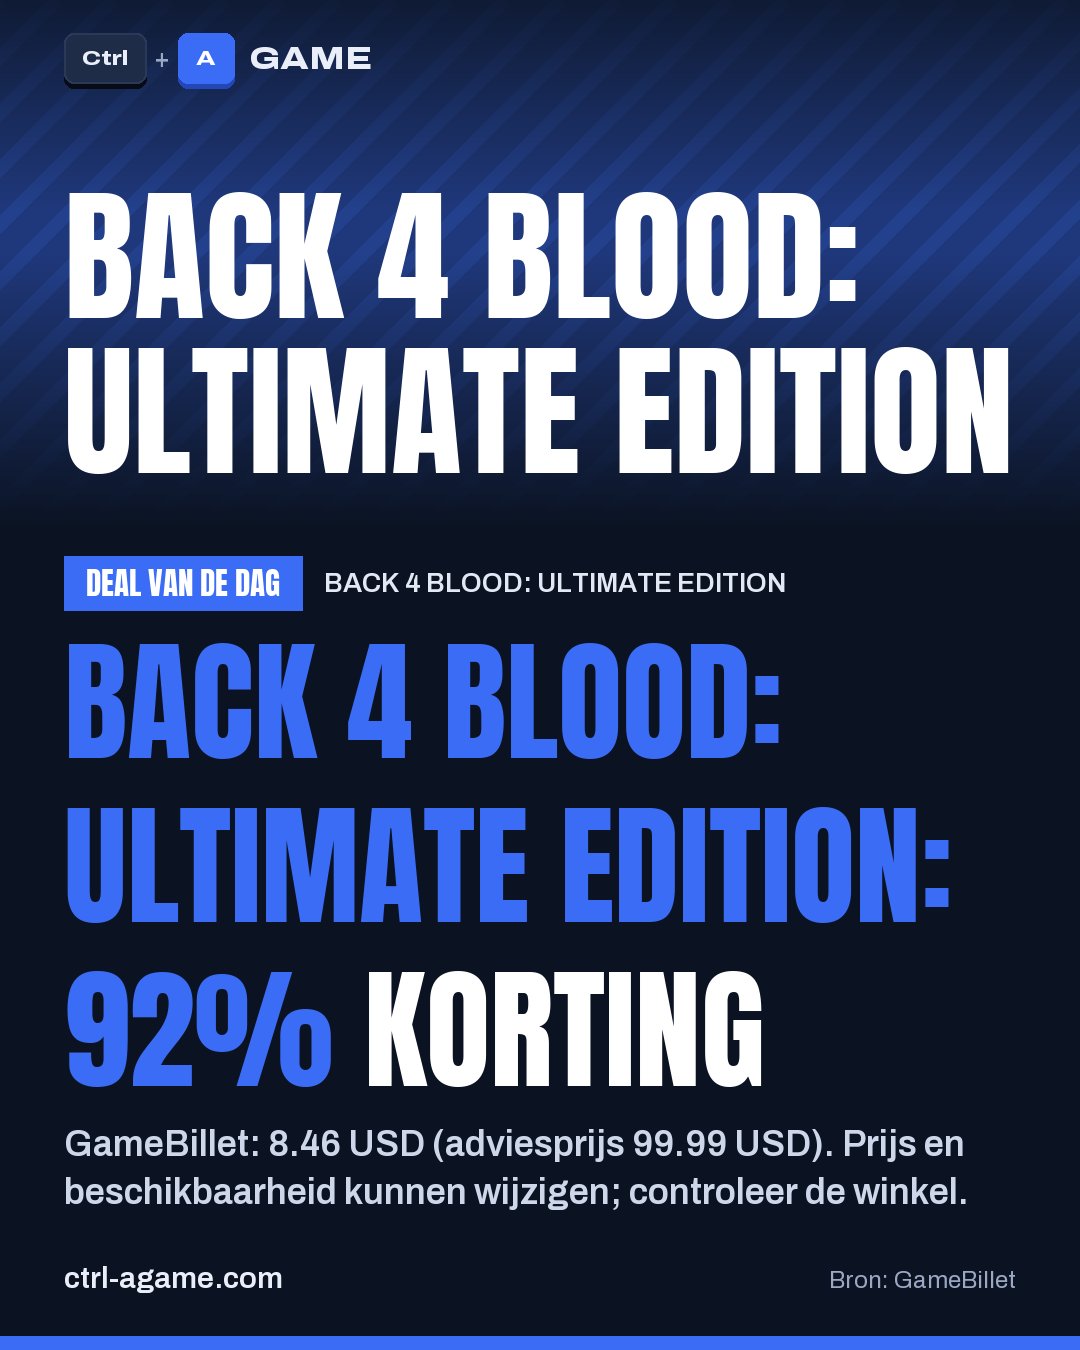 Ctrl + A GAME
BACK 4 BLOOD:
ULTIMATE EDITION
DEAL VAN DE DAG BACK 4 BLOOD: ULTIMATE EDITION
BACK 4 BLOOD:
ULTIMATE EDITION:
92% KORTING
GameBillet: 8.46 USD (adviesprijs 99.99 USD). Prijs en
beschikbaarheid kunnen wijzigen; controleer de winkel.
ctrl-agame.com Bron: GameBillet